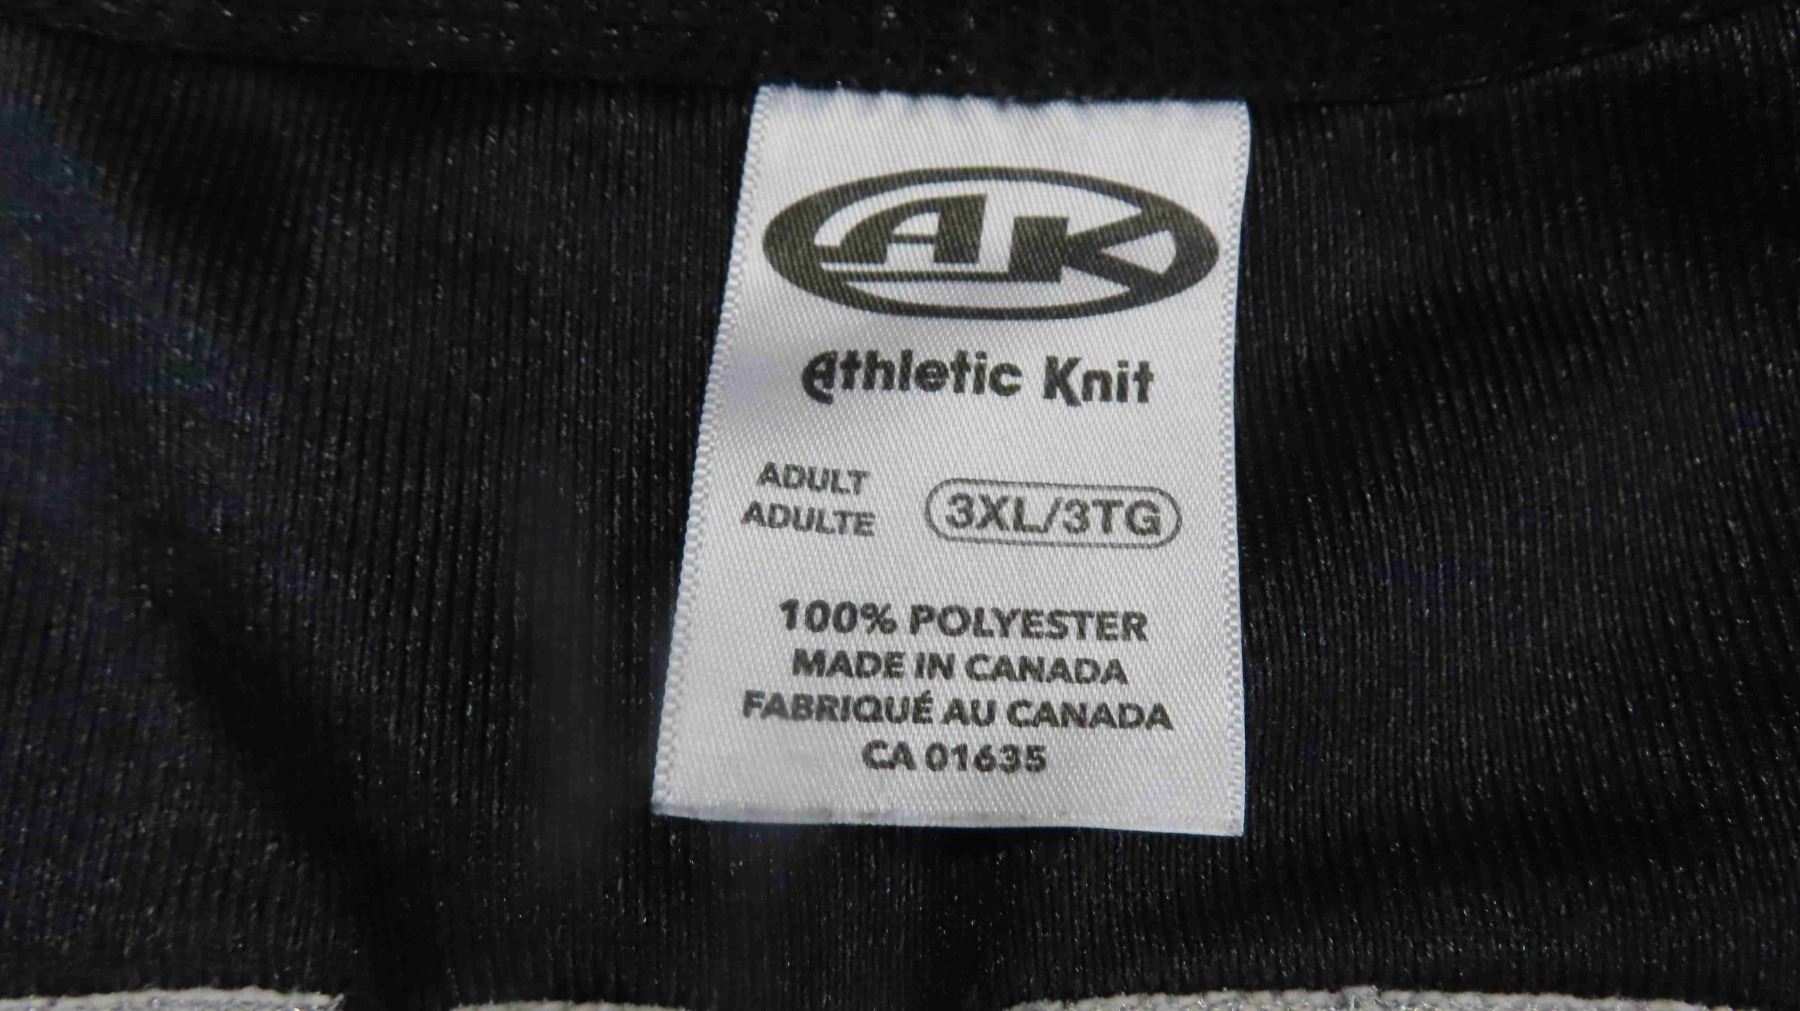 AK
Athletic Knit
ADULT
ADULTE
3XL/3TG
100% POLYESTER
MADE IN CANADA
FABRIQUÉ AU CANADA
CA 01635